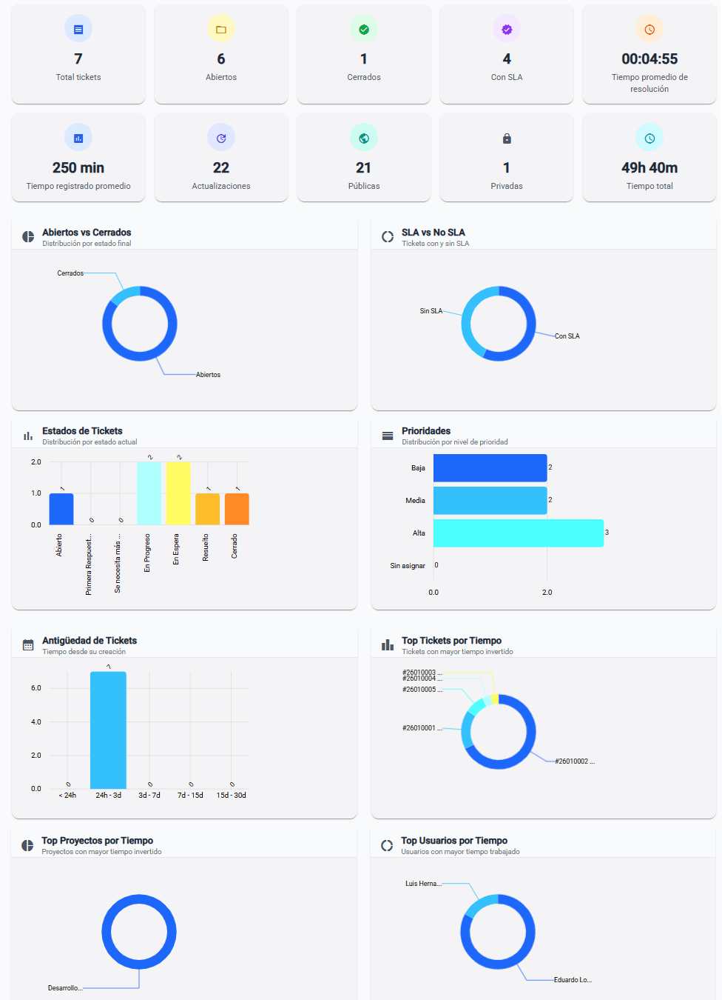 7
Total tickets
6
Abiertos
1
Cerrados
4
Con SLA
00:04:55
Tiempo promedio de
resolución
250 min
Tiempo registrado promedio
22
Actualizaciones
21
Públicas
1
Privadas
49h 40m
Tiempo total
Abiertos vs Cerrados
Distribución por estado final
Cerrados
Abiertos
SLA vs No SLA
Tickets con y sin SLA
Sin SLA
Con SLA
Estados de Tickets
Distribución por estado actual
2.0
1.0
0.0
1
0
0
2
2
1
1
Abierto
Primera Respuest...
Se necesita más ...
En Progreso
En Espera
Resuelto
Cerrado
Prioridades
Distribución por nivel de prioridad
Baja
2
Media
2
Alta
3
Sin asignar
0
0.0
2.0
Antigüedad de Tickets
Tiempo desde su creación
6.0
4.0
2.0
0.0
0
7
0
0
0
< 24h
24h - 3d
3d - 7d
7d - 15d
15d - 30d
Top Tickets por Tiempo
Tickets con mayor tiempo invertido
#26010003 ...
#26010004 ...
#26010005 ...
#26010001 ...
#26010002 ...
Top Proyectos por Tiempo
Proyectos con mayor tiempo invertido
Desarrollo...
Top Usuarios por Tiempo
Usuarios con mayor tiempo trabajado
Luis Herna...
Eduardo Lo...